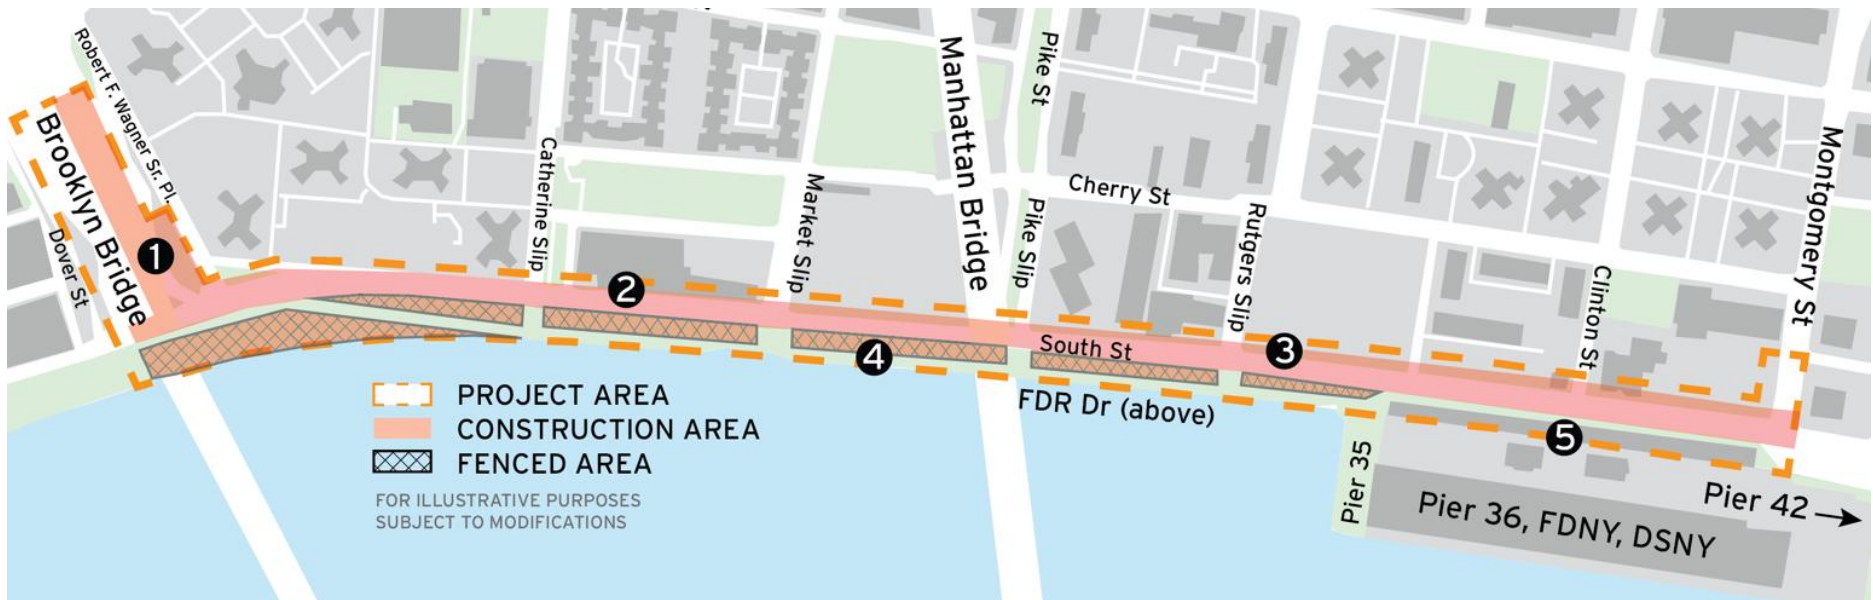 Robert F. Wagner Sr. Pl.
Brooklyn Bridge
Dover St
1
Catherine Slip
2
Market Slip
Manhattan Bridge
Pike St
Pike Slip
Cherry St
Rutgers Slip
3
Clinton St
Montgomery St
South St
4
FDR Dr (above)
5
Pier 35
Pier 36, FDNY, DSNY
Pier 42
PROJECT AREA
CONSTRUCTION AREA
FENCED AREA
FOR ILLUSTRATIVE PURPOSES
SUBJECT TO MODIFICATIONS